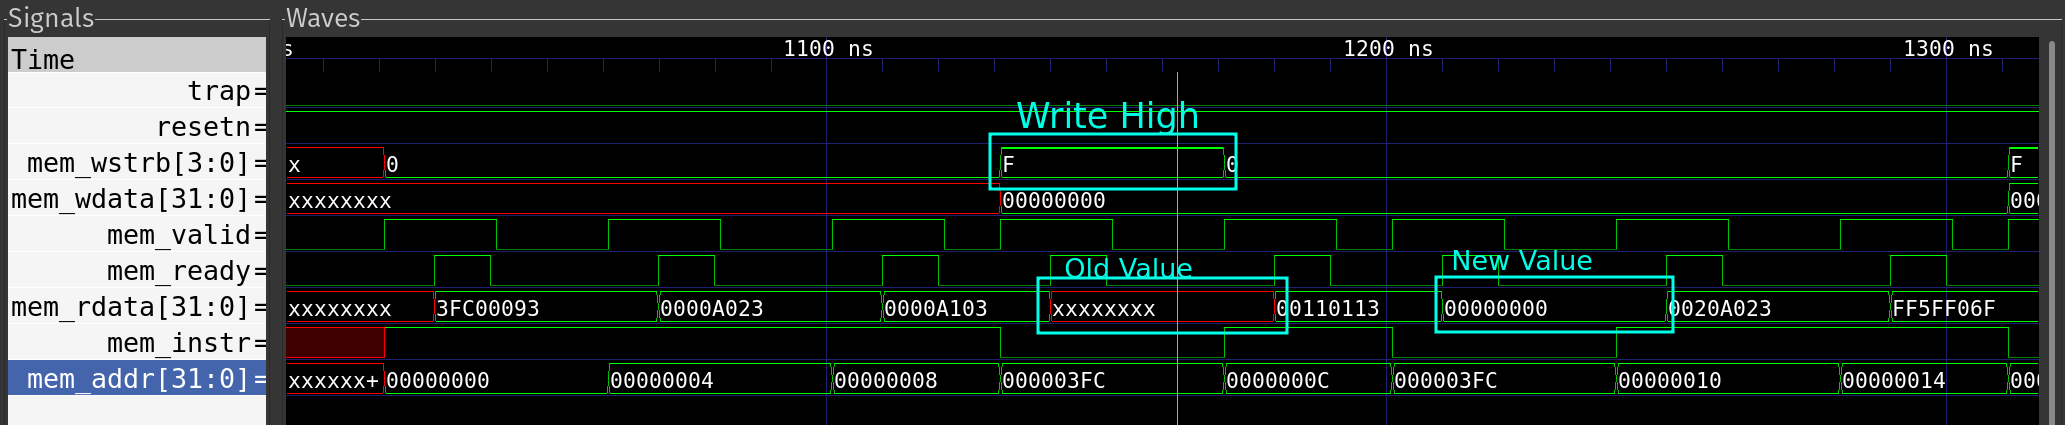 Signals Waves
Time s 1100 ns 1200 ns 1300 ns
trap=
Write High
resetn=
mem_wstrb[3:0]= x 0 F 0 F
mem_wdata[31:0]= xxxxxxxx 00000000 000
mem_valid=
mem_ready= Old Value New Value
mem_rdata[31:0]= xxxxxxxx 3FC00093 0000A023 0000A103 xxxxxxxx 00110113 00000000 0020A023 FF5FF06F
mem_instr=
mem_addr[31:0]= xxxxxx+ 00000000 00000004 00000008 000003FC 0000000C 000003FC 00000010 00000014 000